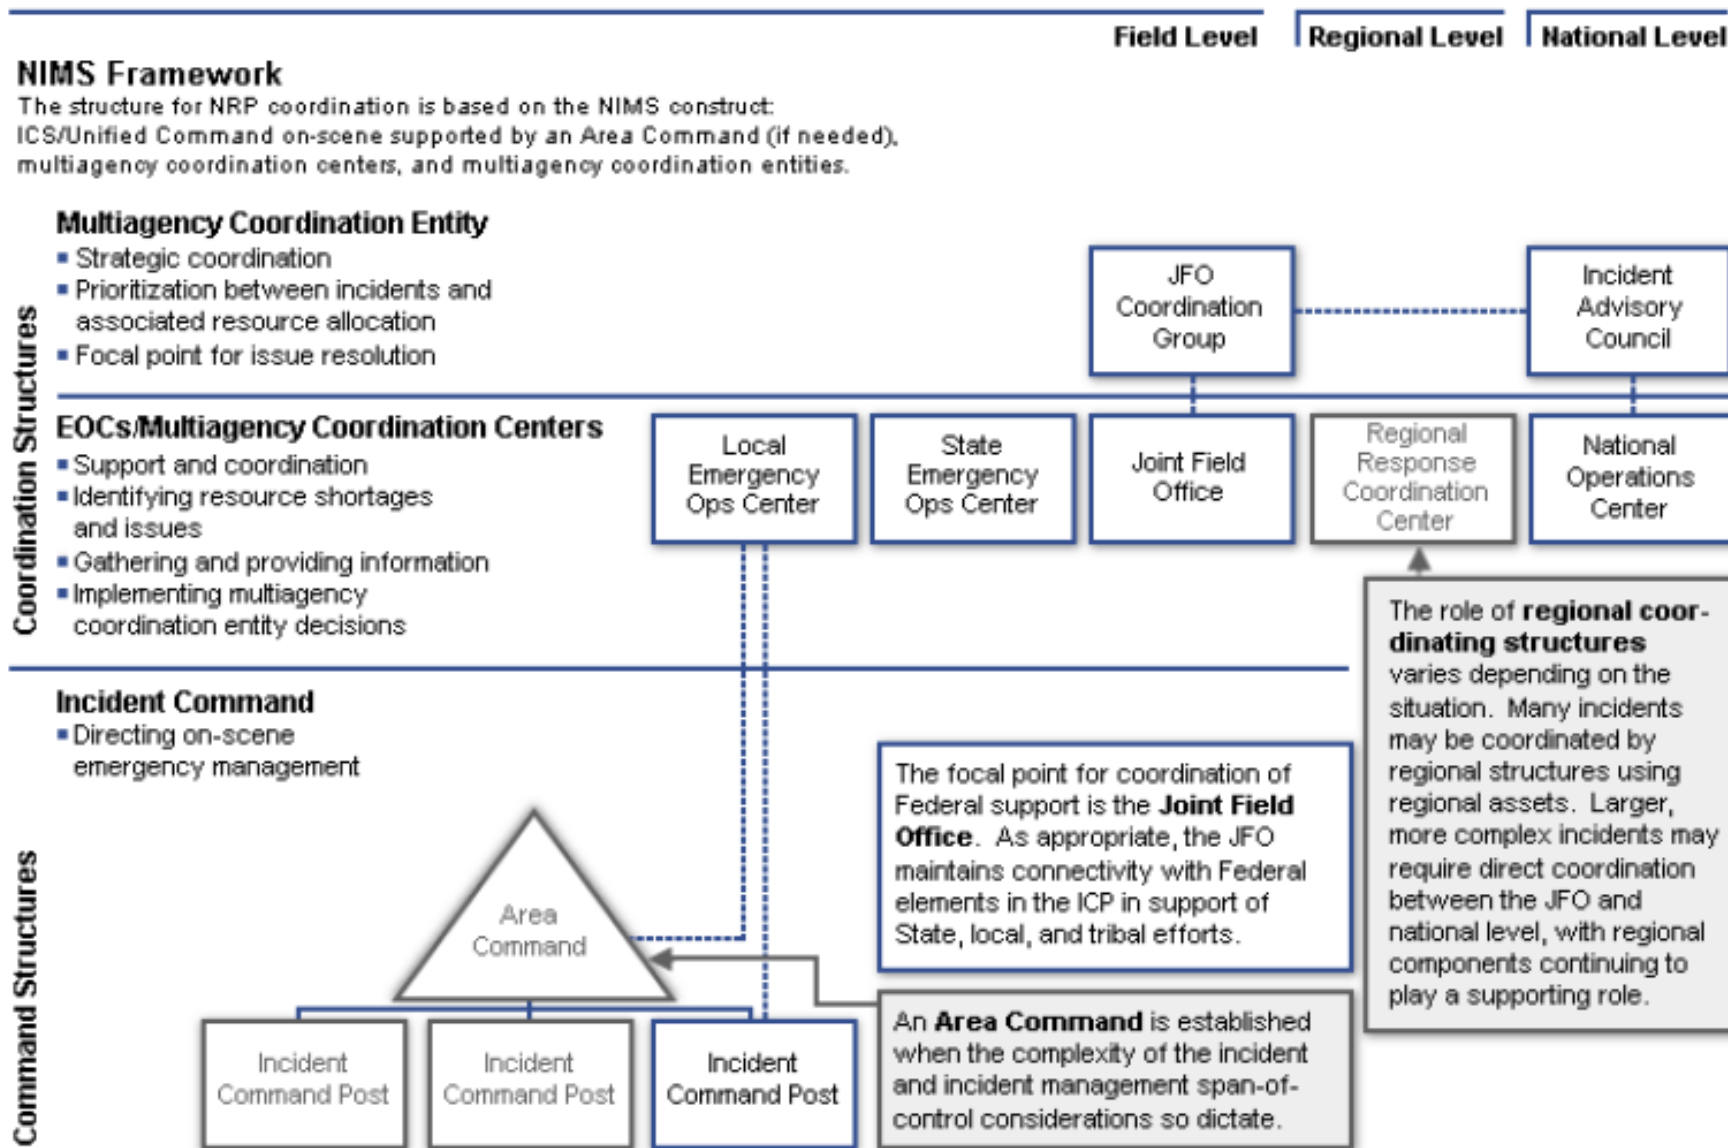 Field Level
Regional Level
National Level
NIMS Framework
The structure for NRP coordination is based on the NIMS construct:
ICS/Unified Command on-scene supported by an Area Command (if needed),
multiagency coordination centers, and multiagency coordination entities.
Coordination Structures
Multiagency Coordination Entity
▪ Strategic coordination
▪ Prioritization between incidents and
associated resource allocation
▪ Focal point for issue resolution
JFO
Coordination
Group
Incident
Advisory
Council
EOCs/Multiagency Coordination Centers
▪ Support and coordination
▪ Identifying resource shortages
and issues
▪ Gathering and providing information
▪ Implementing multiagency
coordination entity decisions
Local
Emergency
Ops Center
State
Emergency
Ops Center
Joint Field
Office
Regional
Response
Coordination
Center
National
Operations
Center
The role of regional coor-
dinating structures
varies depending on the
situation. Many incidents
may be coordinated by
regional structures using
regional assets. Larger,
more complex incidents may
require direct coordination
between the JFO and
national level, with regional
components continuing to
play a supporting role.
Command Structures
Incident Command
▪ Directing on-scene
emergency management
The focal point for coordination of
Federal support is the Joint Field
Office. As appropriate, the JFO
maintains connectivity with Federal
elements in the ICP in support of
State, local, and tribal efforts.
Area
Command
An Area Command is established
when the complexity of the incident
and incident management span-of-
control considerations so dictate.
Incident
Command Post
Incident
Command Post
Incident
Command Post